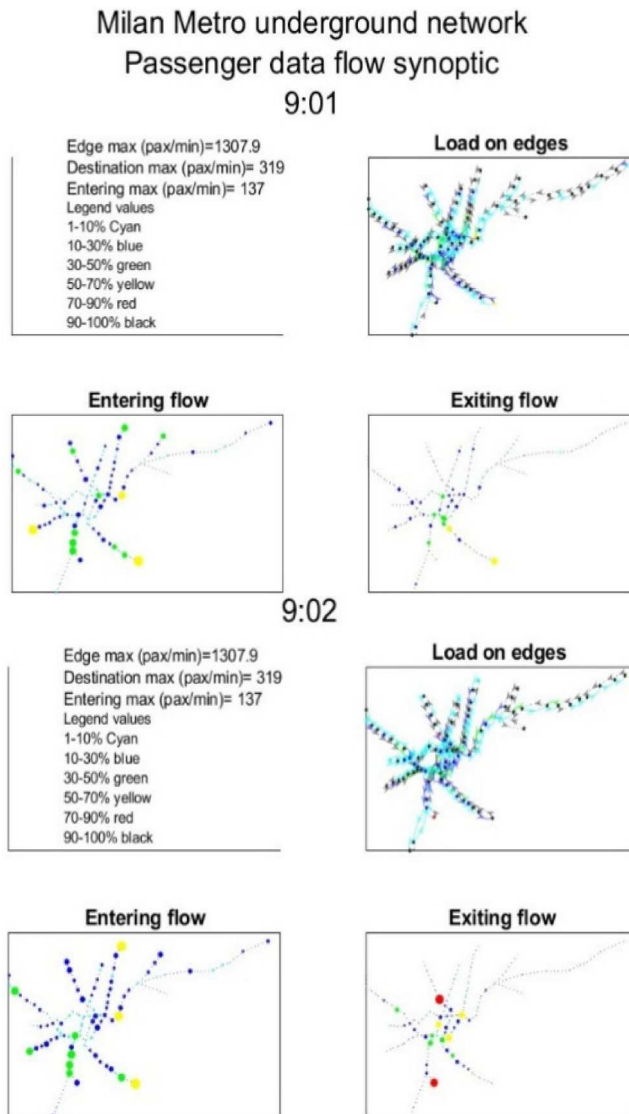 Milan Metro underground network
Passenger data flow synoptic
9:01
Edge max (pax/min)=1307.9
Destination max (pax/min)= 319
Entering max (pax/min)= 137
Legend values
1-10% Cyan
10-30% blue
30-50% green
50-70% yellow
70-90% red
90-100% black
Load on edges
Entering flow
Exiting flow
9:02
Edge max (pax/min)=1307.9
Destination max (pax/min)= 319
Entering max (pax/min)= 137
Legend values
1-10% Cyan
10-30% blue
30-50% green
50-70% yellow
70-90% red
90-100% black
Load on edges
Entering flow
Exiting flow